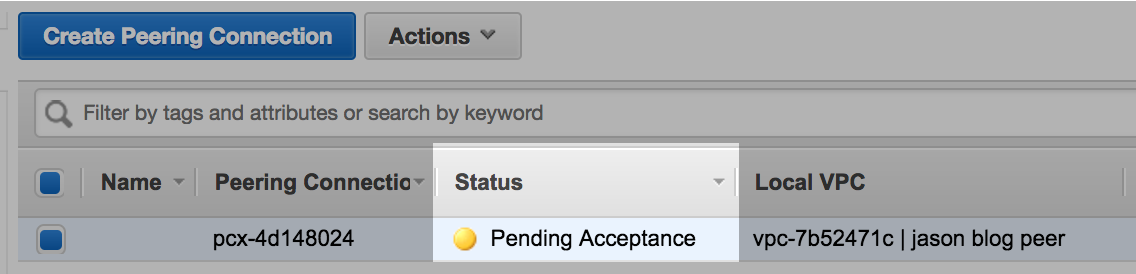 Create Peering Connection Actions
Filter by tags and attributes or search by keyword
Name Peering Connectio Status Local VPC
pcx-4d148024 Pending Acceptance vpc-7b52471c | jason blog peer